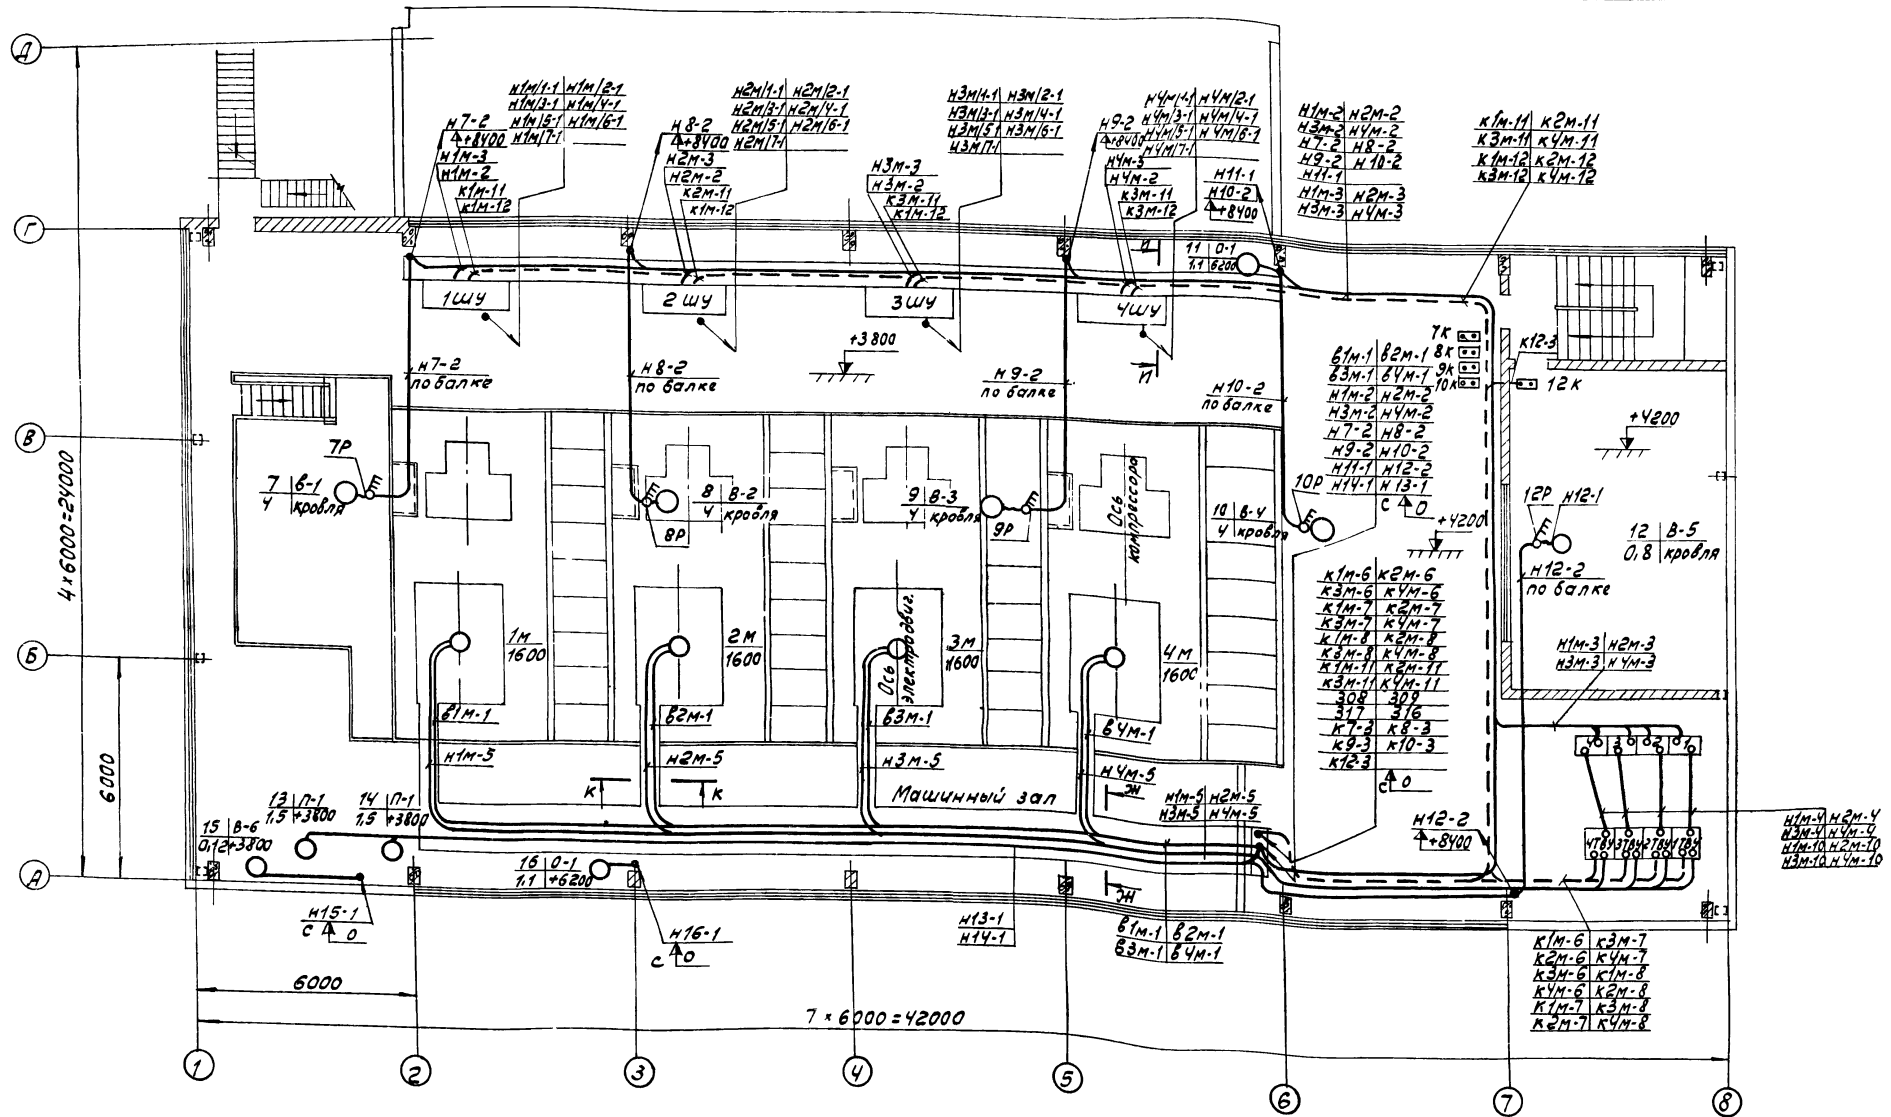 Д
Г
В
Б
А
4×6000=24000
6000
н1м/1-1 н1м/2-1
н1м/3-1 н1м/4-1
н1м/5-1 н1м/6-1
н1м/7-1
н7-2
+8400
н1м-3
н1м-2
к1м-11
к1м-12
н2м/1-1 н2м/2-1
н2м/3-1 н2м/4-1
н2м/5-1 н2м/6-1
н2м/7-1
н8-2
+8400
н2м-3
н2м-2
к2м-11
к1м-12
н3м/1-1 н3м/2-1
н3м/3-1 н3м/4-1
н3м/5-1 н3м/6-1
н3м/7-1
н3м-3
н3м-2
к3м-11
к1м-12
н4м/1-1 н4м/2-1
н4м/3-1 н4м/4-1
н4м/5-1 н4м/6-1
н4м/7-1
н9-2
+8400
н4м-3
н4м-2
к3м-11
к3м-12
н11-1
н10-2
+8400
н1м-2 н2м-2
н3м-2 н4м-2
н7-2 н8-2
н9-2 н10-2
н11-1
н1м-3 н2м-3
н3м-3 н4м-3
к1м-11 к2м-11
к3м-11 к4м-11
к1м-12 к2м-12
к3м-12 к4м-12
И
11 О-1
1,1 6200
1ШУ
2ШУ
3ШУ
4ШУ
И
+3800
н7-2
по балке
н8-2
по балке
н9-2
по балке
н10-2
по балке
7К
8К
9К
10К
к12-3
12К
в1м-1 в2м-1
в3м-1 в4м-1
н1м-2 н2м-2
н3м-2 н4м-2
н7-2 н8-2
н9-2 н10-2
н11-1 н12-2
н14-1 н13-1
С 0
+4200
+4200
7Р
7 В-1
4 кровля
8 В-2
4 кровля
8Р
9 В-3
4 кровля
9Р
Ось
компрессора
10Р
10 В-4
4 кровля
12Р
н12-1
12 В-5
0,8 кровля
н12-2
по балке
к1м-6 к2м-6
к3м-6 к4м-6
к1м-7 к2м-7
к3м-7 к4м-7
к1м-8 к2м-8
к3м-8 к4м-8
к1м-11 к2м-11
к3м-11 к4м-11
308 309
317 316
к7-3 к8-3
к9-3 к10-3
к12-3
С 0
1м
1600
2м
1600
Ось
электродвиг.
3м
1600
4м
1600
н1м-3 н2м-3
н3м-3 н4м-3
в1м-1
в2м-1
в3м-1
в4м-1
н1м-5
н2м-5
н3м-5
н4м-5
К
К
Машинный зал
Ж
н1м-5 н2м-5
н3м-5 н4м-5
4 3 2 1
н12-2
+8400
4ТВЧ 3ТВЧ 2ТВЧ 1ТВЧ
н1м-4 н2м-4
н3м-4 н4м-4
н1м-10 н2м-10
н3м-10 н4м-10
13 П-1
1,5 +3800
14 П-1
1,5 +3800
15 В-6
0,12 +3800
16 О-1
1,1 +6200
Ж
н15-1
С 0
н16-1
С 0
н13-1
н14-1
в1м-1 в2м-1
в3м-1 в4м-1
к1м-6 к3м-7
к2м-6 к4м-7
к3м-6 к1м-8
к4м-6 к2м-8
к1м-7 к3м-8
к2м-7 к4м-8
6000
7×6000=42000
1
2
3
4
5
6
7
8